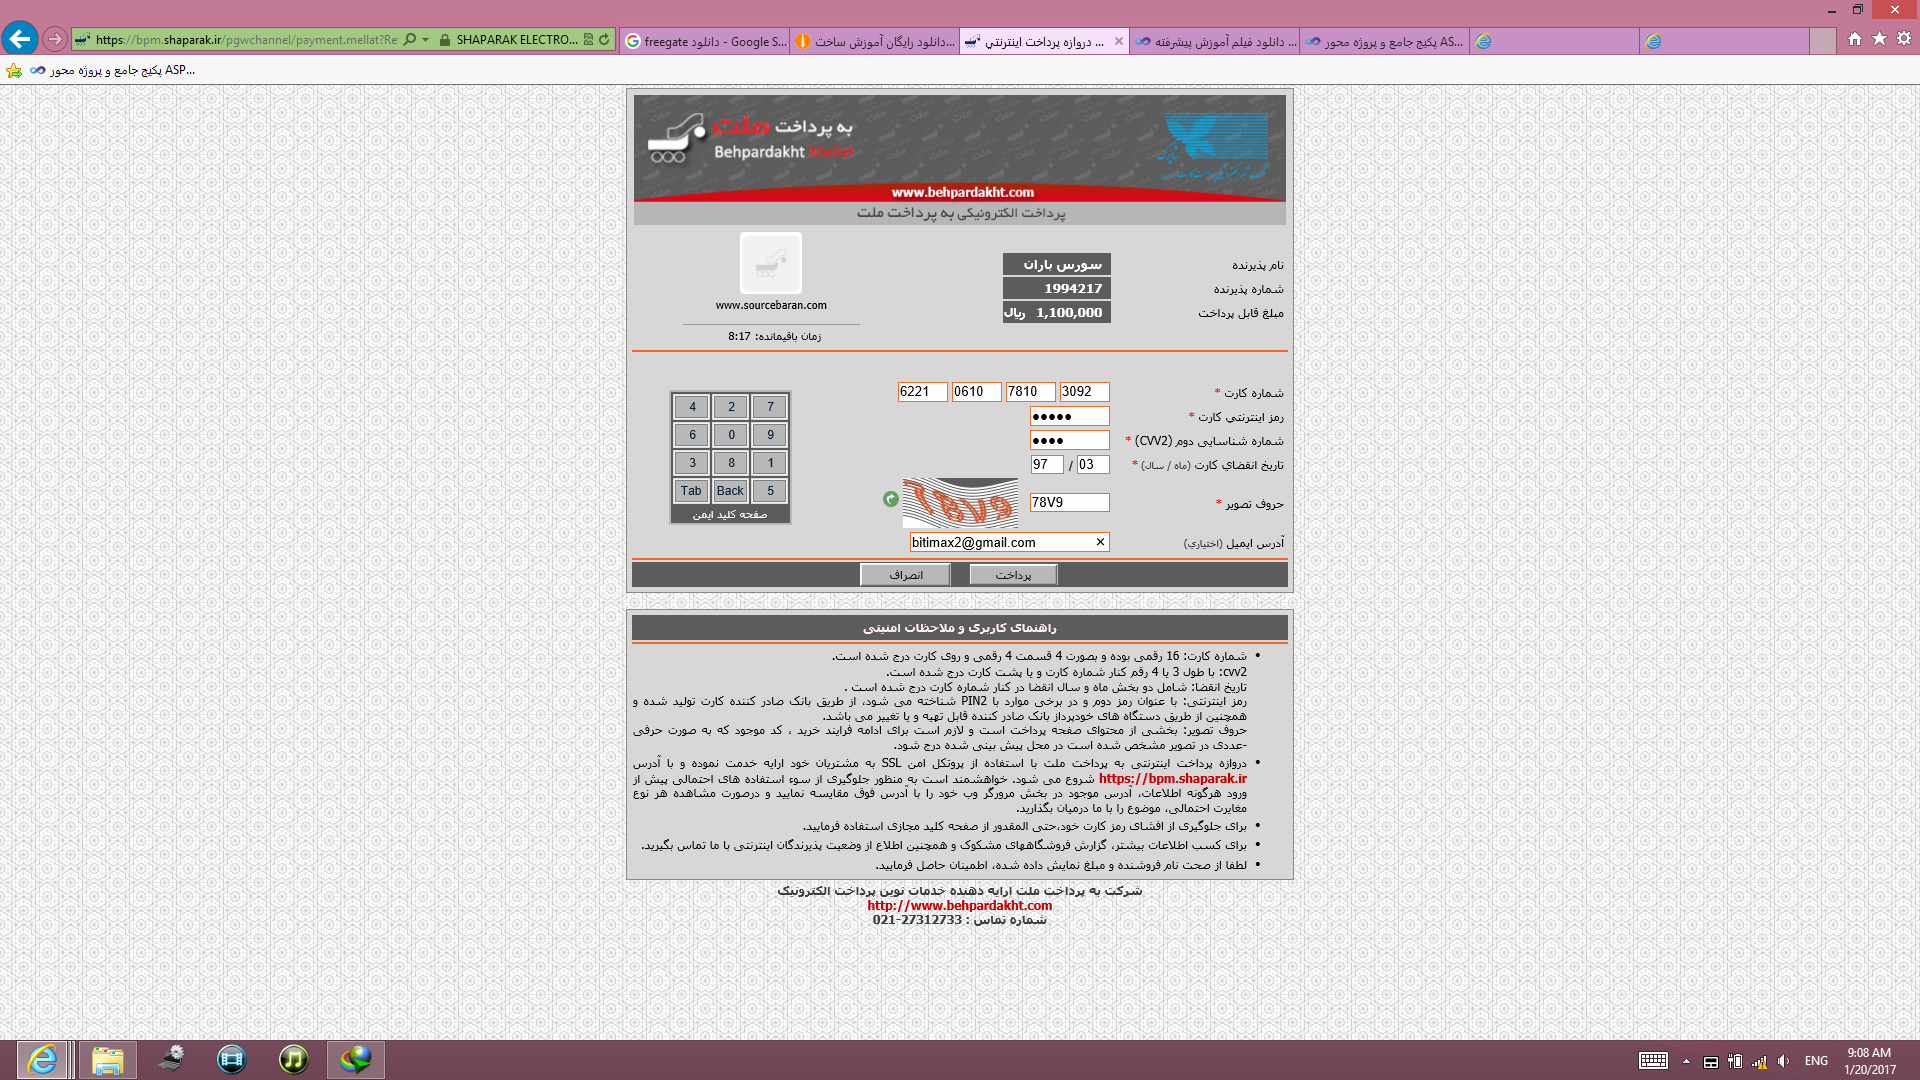 https://bpm.shaparak.ir/pgwchannel/payment.mellat?Re
SHAPARAK ELECTRO...
دانلود freegate - Google S...
دانلود رایگان آموزش ساخت...
دروازه پرداخت اینترنتي ...
دانلود فیلم آموزش پیشرفته ...
پکیج جامع و پروژه محور AS...
پکیج جامع و پروژه محور ASP...
به پرداخت ملت
Behpardakht Mellat
www.behpardakht.com
پرداخت الکترونیکی به پرداخت ملت
www.sourcebaran.com
زمان باقیمانده: 8:17
نام پذیرنده
سورس باران
شماره پذیرنده
1994217
مبلغ قابل پرداخت
1,100,000 ریال
شماره کارت *
6221 0610 7810 3092
رمز اینترنتي کارت *
●●●●●
شماره شناسایی دوم (CVV2) *
●●●●
تاریخ انقضاي کارت (ماه / سال) *
97 / 03
حروف تصویر *
78V9
78V9
آدرس ایمیل (اختیاري)
bitimax2@gmail.com
4 2 7
6 0 9
3 8 1
Tab Back 5
صفحه کلید ایمن
پرداخت
انصراف
راهنمای کاربری و ملاحظات امنیتی
• شماره کارت: 16 رقمی بوده و بصورت 4 قسمت 4 رقمی و روی کارت درج شده است.
cvv2: با طول 3 یا 4 رقم کنار شماره کارت و یا پشت کارت درج شده است.
تاریخ انقضا: شامل دو بخش ماه و سال انقضا در کنار شماره کارت درج شده است .
رمز اینترنتی: با عنوان رمز دوم و در برخی موارد با PIN2 شناخته می شود، از طریق بانک صادر کننده کارت تولید شده و
همچنین از طریق دستگاه های خودپرداز بانک صادر کننده قابل تهیه و یا تغییر می باشد.
حروف تصویر: بخشی از محتوای صفحه پرداخت است و لازم است برای ادامه فرایند خرید ، کد موجود که به صورت حرفی
-عددی در تصویر مشخص شده است در محل پیش بینی شده درج شود.
• دروازه پرداخت اینترنتی به پرداخت ملت با استفاده از پروتکل امن SSL به مشتریان خود ارایه خدمت نموده و با آدرس
https://bpm.shaparak.ir شروع می شود. خواهشمند است به منظور جلوگیری از سوء استفاده های احتمالی پیش از
ورود هرگونه اطلاعات، آدرس موجود در بخش مرورگر وب خود را با آدرس فوق مقایسه نمایید و درصورت مشاهده هر نوع
مغایرت احتمالی، موضوع را با ما درمیان بگذارید.
• برای جلوگیری از افشای رمز کارت خود،حتی المقدور از صفحه کلید مجازی استفاده فرمایید.
• برای کسب اطلاعات بیشتر، گزارش فروشگاههای مشکوک و همچنین اطلاع از وضعیت پذیرندگان اینترنتی با ما تماس بگیرید.
• لطفا از صحت نام فروشنده و مبلغ نمایش داده شده، اطمینان حاصل فرمایید.
شرکت به پرداخت ملت ارایه دهنده خدمات نوین پرداخت الکترونیک
http://www.behpardakht.com
شماره تماس : 27312733-021
ENG
9:08 AM
1/20/2017